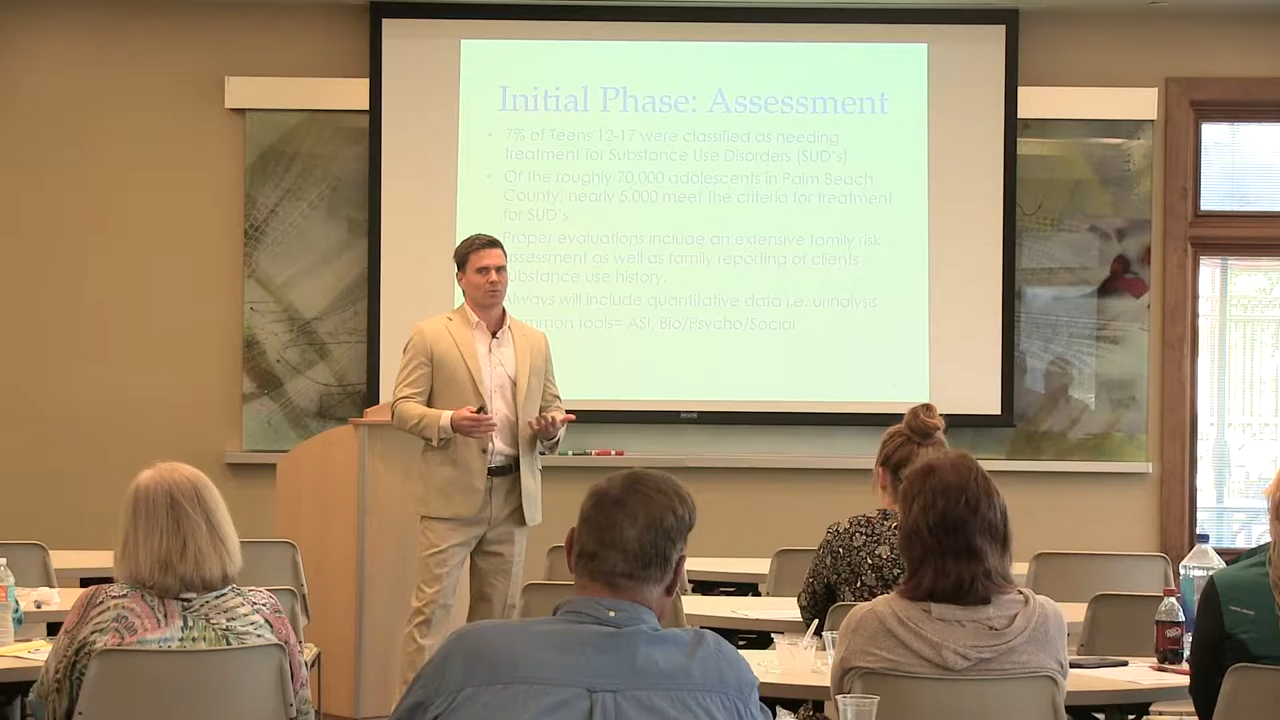 Initial Phase: Assessment
7% of Teens 12-17 were classified as needing
treatment for Substance Use Disorders (SUD's)
roughly 70,000 adolescents in Palm Beach
nearly 5,000 meet the criteria for treatment
for SUD's
Proper evaluations include an extensive family risk
assessment as well as family reporting of clients
substance use history.
Always will include quantitative data i.e. urinalysis
Common Tools= ASI, Bio/Psycho/Social